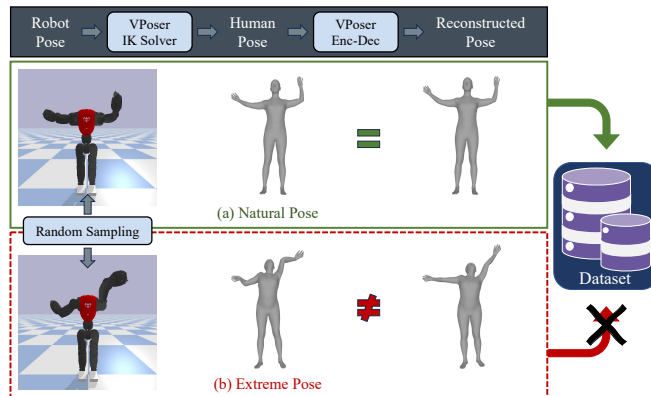 Robot Pose
VPoser IK Solver
Human Pose
VPoser Enc-Dec
Reconstructed Pose
(a) Natural Pose
Random Sampling
Dataset
(b) Extreme Pose